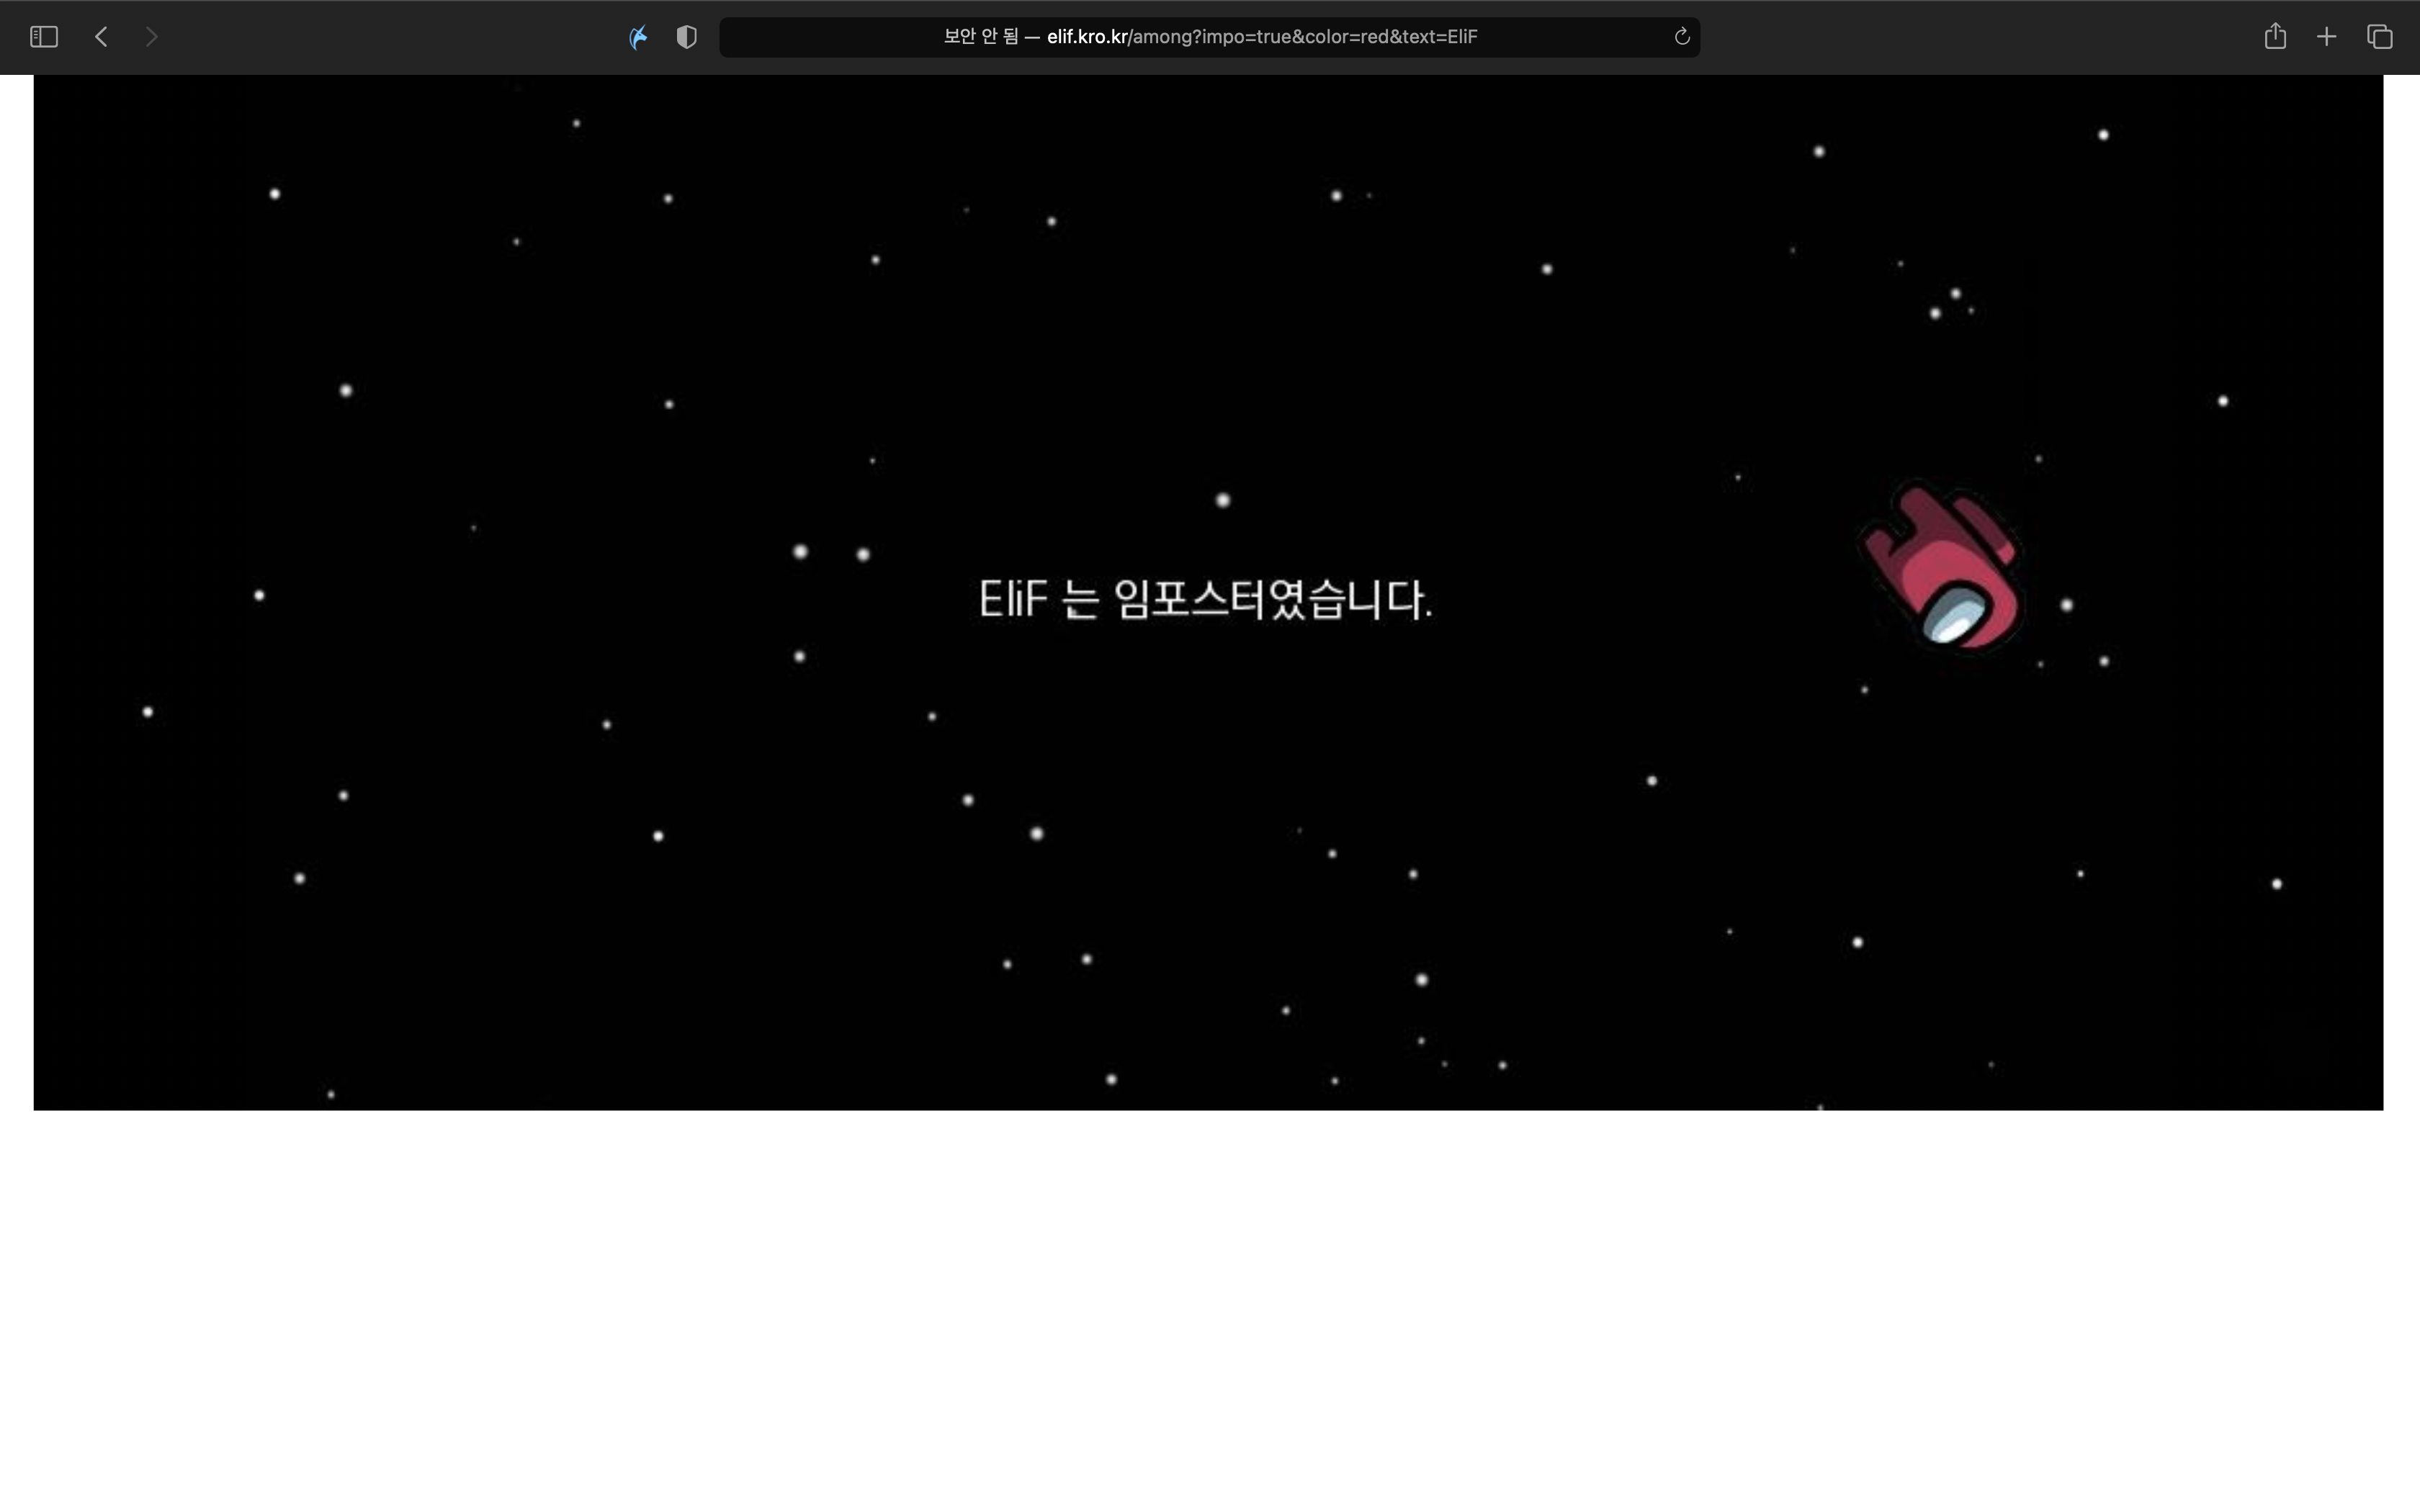 보안 안 됨 — elif.kro.kr/among?impo=true&color=red&text=EliF
EliF 는 임포스터였습니다.